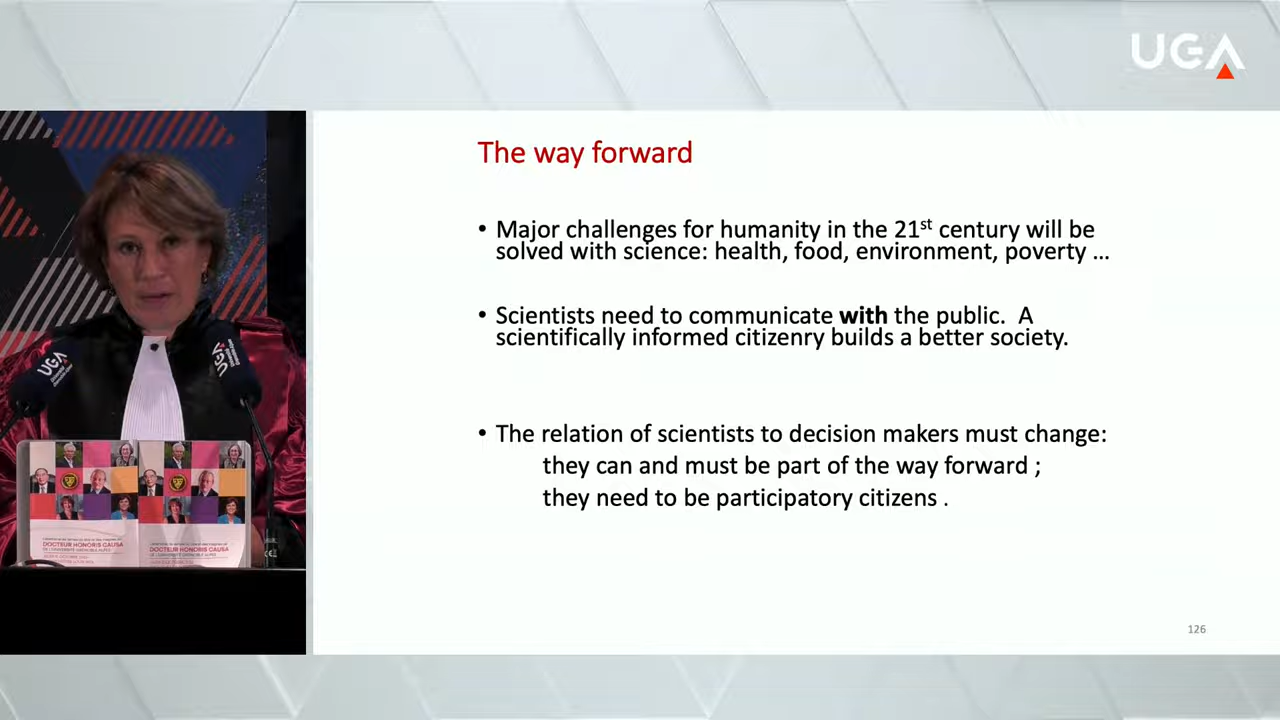 UGA
The way forward
• Major challenges for humanity in the 21st century will be
solved with science: health, food, environment, poverty ...
• Scientists need to communicate with the public. A
scientifically informed citizenry builds a better society.
• The relation of scientists to decision makers must change:
they can and must be part of the way forward ;
they need to be participatory citizens .
126
UGA
UGA
DOCTEUR HONORIS CAUSA
DOCTEUR HONORIS CAUSA